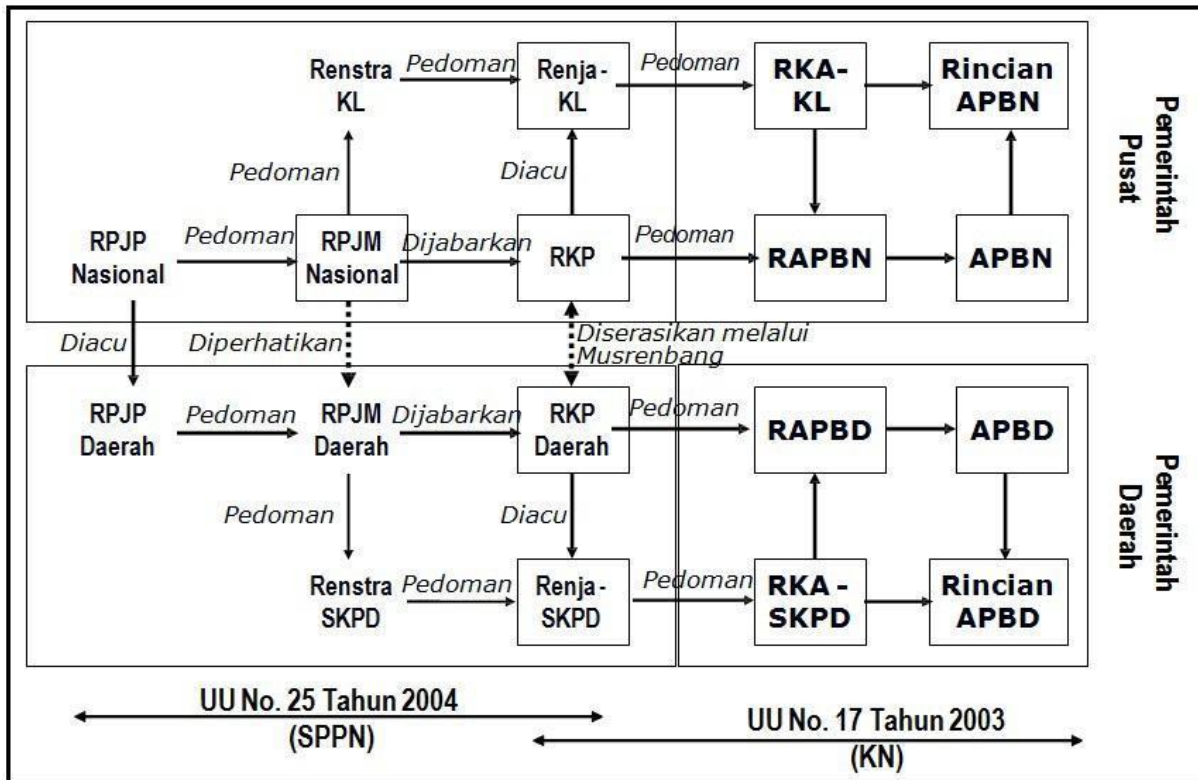 Renstra
KL
Pedoman
Renja-
KL
Pedoman
RKA-
KL
Rincian
APBN
Pemerintah
Pusat
Pedoman
Diacu
RPJP
Nasional
Pedoman
RPJM
Nasional
Dijabarkan
RKP
Pedoman
RAPBN
APBN
Diacu
Diperhatikan
Diserasikan melalui
Musrenbang
RPJP
Daerah
Pedoman
RPJM
Daerah
Dijabarkan
RKP
Daerah
Pedoman
RAPBD
APBD
Pemerintah
Daerah
Pedoman
Diacu
Renstra
SKPD
Pedoman
Renja-
SKPD
Pedoman
RKA -
SKPD
Rincian
APBD
UU No. 25 Tahun 2004
(SPPN)
UU No. 17 Tahun 2003
(KN)